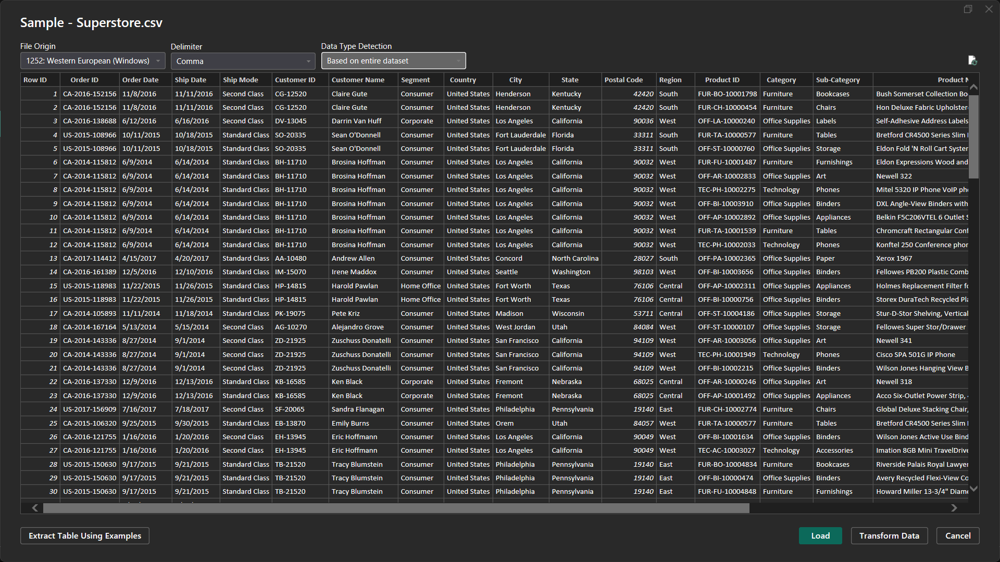 Sample - Superstore.csv
File Origin Delimiter Data Type Detection
1252: Western European (Windows) Comma Based on entire dataset
Row ID Order ID Order Date Ship Date Ship Mode Customer ID Customer Name Segment Country City State Postal Code Region Product ID Category Sub-Category Product N
1 CA-2016-152156 11/8/2016 11/11/2016 Second Class CG-12520 Claire Gute Consumer United States Henderson Kentucky 42420 South FUR-BO-10001798 Furniture Bookcases Bush Somerset Collection Bo
2 CA-2016-152156 11/8/2016 11/11/2016 Second Class CG-12520 Claire Gute Consumer United States Henderson Kentucky 42420 South FUR-CH-10000454 Furniture Chairs Hon Deluxe Fabric Upholster
3 CA-2016-138688 6/12/2016 6/16/2016 Second Class DV-13045 Darrin Van Huff Corporate United States Los Angeles California 90036 West OFF-LA-10000240 Office Supplies Labels Self-Adhesive Address Labels
4 US-2015-108966 10/11/2015 10/18/2015 Standard Class SO-20335 Sean O'Donnell Consumer United States Fort Lauderdale Florida 33311 South FUR-TA-10000577 Furniture Tables Bretford CR4500 Series Slim
5 US-2015-108966 10/11/2015 10/18/2015 Standard Class SO-20335 Sean O'Donnell Consumer United States Fort Lauderdale Florida 33311 South OFF-ST-10000760 Office Supplies Storage Eldon Fold 'N Roll Cart System
6 CA-2014-115812 6/9/2014 6/14/2014 Standard Class BH-11710 Brosina Hoffman Consumer United States Los Angeles California 90032 West FUR-FU-10001487 Furniture Furnishings Eldon Expressions Wood and
7 CA-2014-115812 6/9/2014 6/14/2014 Standard Class BH-11710 Brosina Hoffman Consumer United States Los Angeles California 90032 West OFF-AR-10002833 Office Supplies Art Newell 322
8 CA-2014-115812 6/9/2014 6/14/2014 Standard Class BH-11710 Brosina Hoffman Consumer United States Los Angeles California 90032 West TEC-PH-10002275 Technology Phones Mitel 5320 IP Phone VoIP pho
9 CA-2014-115812 6/9/2014 6/14/2014 Standard Class BH-11710 Brosina Hoffman Consumer United States Los Angeles California 90032 West OFF-BI-10003910 Office Supplies Binders DXL Angle-View Binders with
10 CA-2014-115812 6/9/2014 6/14/2014 Standard Class BH-11710 Brosina Hoffman Consumer United States Los Angeles California 90032 West OFF-AP-10002892 Office Supplies Appliances Belkin F5C206VTEL 6 Outlet S
11 CA-2014-115812 6/9/2014 6/14/2014 Standard Class BH-11710 Brosina Hoffman Consumer United States Los Angeles California 90032 West FUR-TA-10001539 Furniture Tables Chromcraft Rectangular Conf
12 CA-2014-115812 6/9/2014 6/14/2014 Standard Class BH-11710 Brosina Hoffman Consumer United States Los Angeles California 90032 West TEC-PH-10002033 Technology Phones Konftel 250 Conference phon
13 CA-2017-114412 4/15/2017 4/20/2017 Standard Class AA-10480 Andrew Allen Consumer United States Concord North Carolina 28027 South OFF-PA-10002365 Office Supplies Paper Xerox 1967
14 CA-2016-161389 12/5/2016 12/10/2016 Standard Class IM-15070 Irene Maddox Consumer United States Seattle Washington 98103 West OFF-BI-10003656 Office Supplies Binders Fellowes PB200 Plastic Comb
15 US-2015-118983 11/22/2015 11/26/2015 Standard Class HP-14815 Harold Pawlan Home Office United States Fort Worth Texas 76106 Central OFF-AP-10002311 Office Supplies Appliances Holmes Replacement Filter fo
16 US-2015-118983 11/22/2015 11/26/2015 Standard Class HP-14815 Harold Pawlan Home Office United States Fort Worth Texas 76106 Central OFF-BI-10000756 Office Supplies Binders Storex DuraTech Recycled Pla
17 CA-2014-105893 11/11/2014 11/18/2014 Standard Class PK-19075 Pete Kriz Consumer United States Madison Wisconsin 53711 Central OFF-ST-10004186 Office Supplies Storage Stur-D-Stor Shelving, Vertical
18 CA-2014-167164 5/13/2014 5/15/2014 Second Class AG-10270 Alejandro Grove Consumer United States West Jordan Utah 84084 West OFF-ST-10000107 Office Supplies Storage Fellowes Super Stor/Drawer
19 CA-2014-143336 8/27/2014 9/1/2014 Second Class ZD-21925 Zuschuss Donatelli Consumer United States San Francisco California 94109 West OFF-AR-10003056 Office Supplies Art Newell 341
20 CA-2014-143336 8/27/2014 9/1/2014 Second Class ZD-21925 Zuschuss Donatelli Consumer United States San Francisco California 94109 West TEC-PH-10001949 Technology Phones Cisco SPA 501G IP Phone
21 CA-2014-143336 8/27/2014 9/1/2014 Second Class ZD-21925 Zuschuss Donatelli Consumer United States San Francisco California 94109 West OFF-BI-10002215 Office Supplies Binders Wilson Jones Hanging View B
22 CA-2016-137330 12/9/2016 12/13/2016 Standard Class KB-16585 Ken Black Corporate United States Fremont Nebraska 68025 Central OFF-AR-10000246 Office Supplies Art Newell 318
23 CA-2016-137330 12/9/2016 12/13/2016 Standard Class KB-16585 Ken Black Corporate United States Fremont Nebraska 68025 Central OFF-AP-10001492 Office Supplies Appliances Acco Six-Outlet Power Strip,
24 US-2017-156909 7/16/2017 7/18/2017 Second Class SF-20065 Sandra Flanagan Consumer United States Philadelphia Pennsylvania 19140 East FUR-CH-10002774 Furniture Chairs Global Deluxe Stacking Chair,
25 CA-2015-106320 9/25/2015 9/30/2015 Standard Class EB-13870 Emily Burns Consumer United States Orem Utah 84057 West FUR-TA-10000577 Furniture Tables Bretford CR4500 Series Slim
26 CA-2016-121755 1/16/2016 1/20/2016 Second Class EH-13945 Eric Hoffmann Consumer United States Los Angeles California 90049 West OFF-BI-10001634 Office Supplies Binders Wilson Jones Active Use Bind
27 CA-2016-121755 1/16/2016 1/20/2016 Second Class EH-13945 Eric Hoffmann Consumer United States Los Angeles California 90049 West TEC-AC-10003027 Technology Accessories Imation 8GB Mini TravelDrive
28 US-2015-150630 9/17/2015 9/21/2015 Standard Class TB-21520 Tracy Blumstein Consumer United States Philadelphia Pennsylvania 19140 East FUR-BO-10004834 Furniture Bookcases Riverside Palais Royal Lawyer
29 US-2015-150630 9/17/2015 9/21/2015 Standard Class TB-21520 Tracy Blumstein Consumer United States Philadelphia Pennsylvania 19140 East OFF-BI-10000474 Office Supplies Binders Avery Recycled Flexi-View Co
30 US-2015-150630 9/17/2015 9/21/2015 Standard Class TB-21520 Tracy Blumstein Consumer United States Philadelphia Pennsylvania 19140 East FUR-FU-10004848 Furniture Furnishings Howard Miller 13-3/4" Diame
Extract Table Using Examples Load Transform Data Cancel